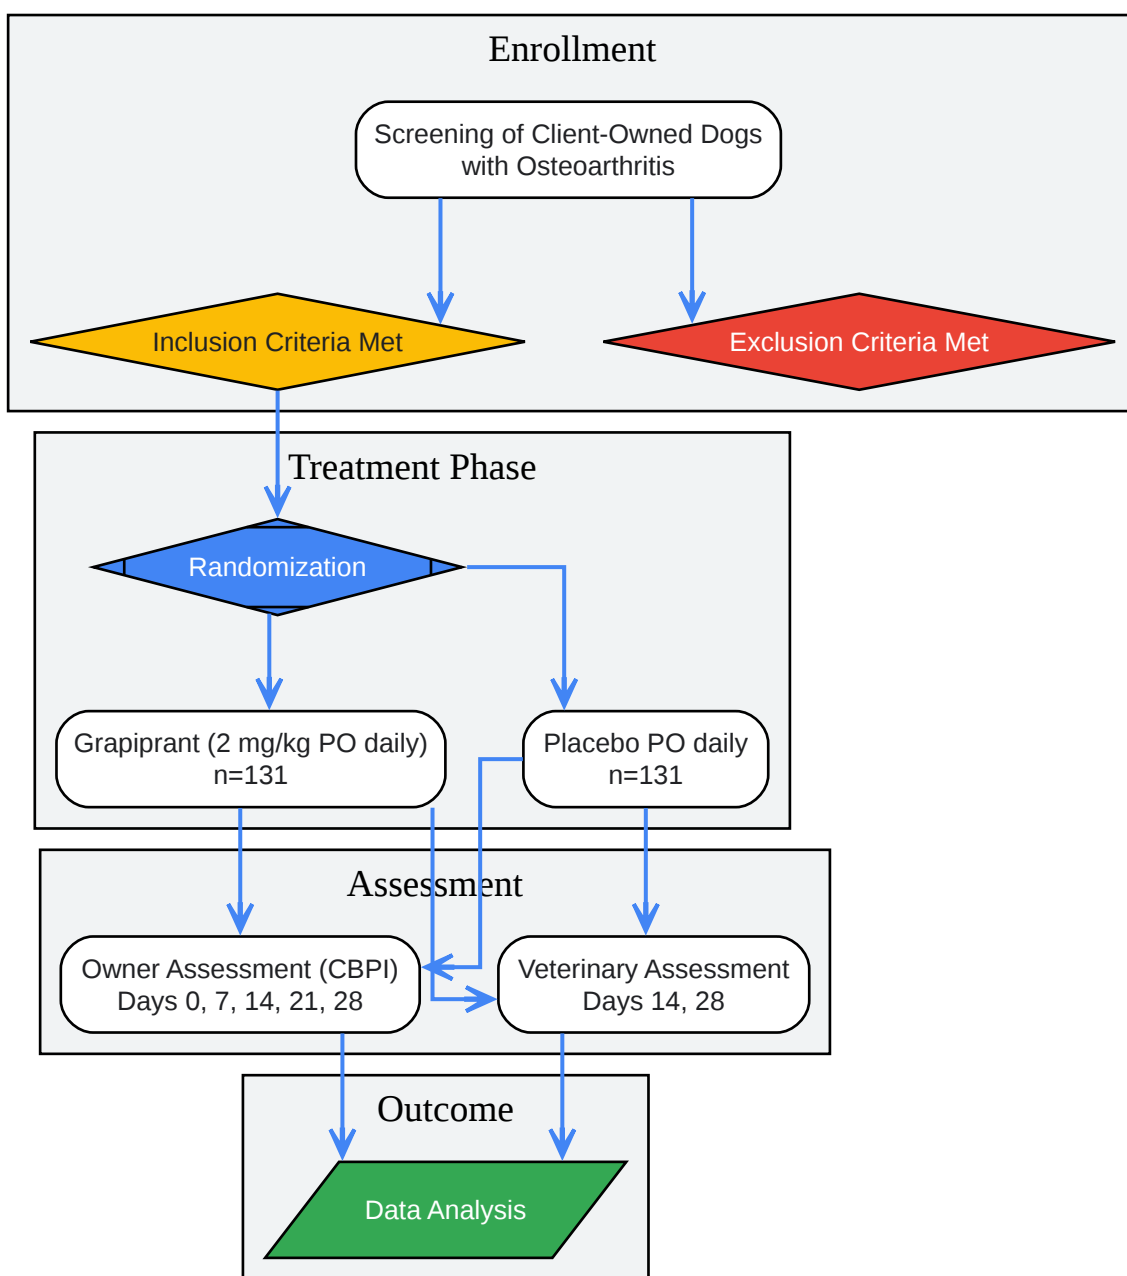 Enrollment
Screening of Client-Owned Dogs
with Osteoarthritis
Inclusion Criteria Met
Exclusion Criteria Met
Treatment Phase
Randomization
Grapiprant (2 mg/kg PO daily)
n=131
Placebo PO daily
n=131
Assessment
Owner Assessment (CBPI)
Days 0, 7, 14, 21, 28
Veterinary Assessment
Days 14, 28
Outcome
Data Analysis